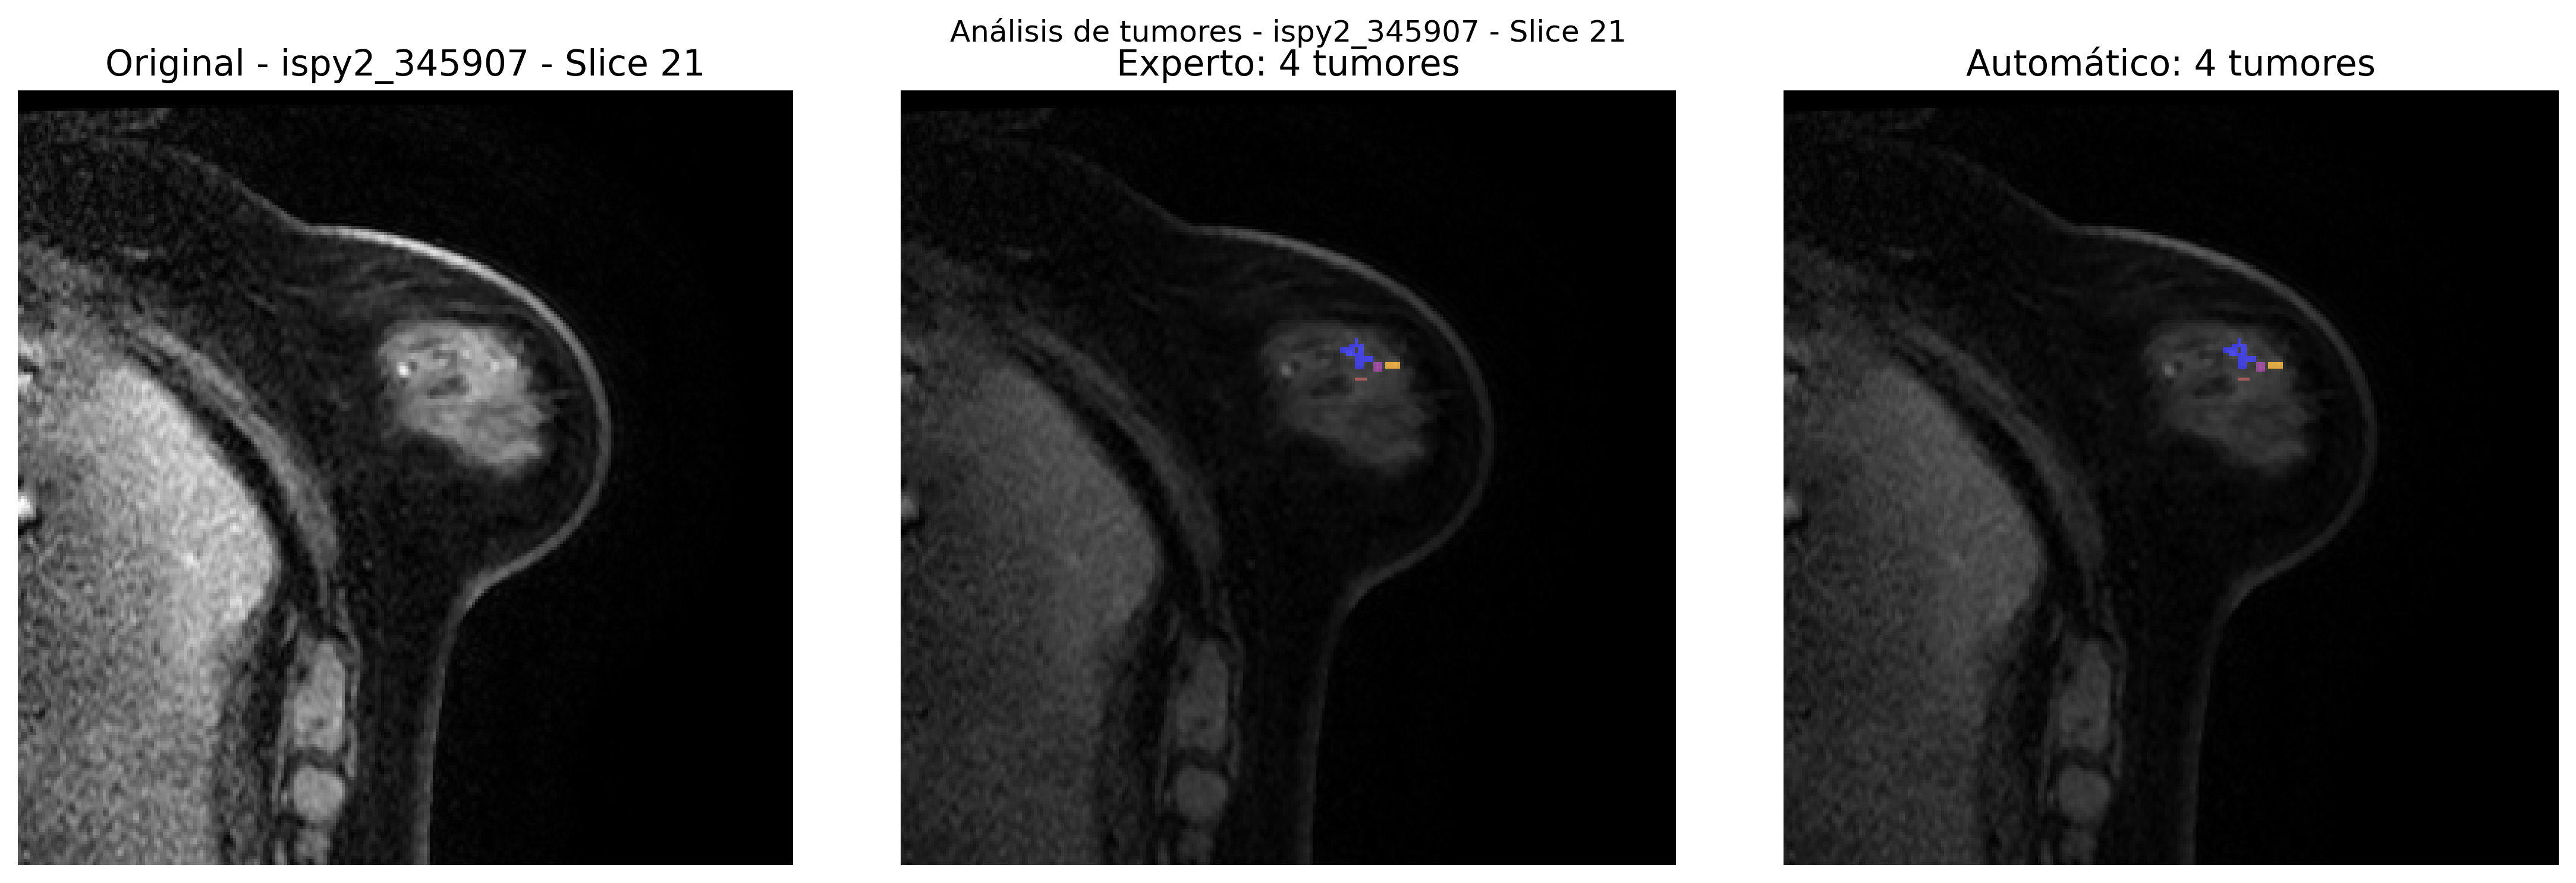 Análisis de tumores - ispy2_345907 - Slice 21
Original - ispy2_345907 - Slice 21
Experto: 4 tumores
Automático: 4 tumores